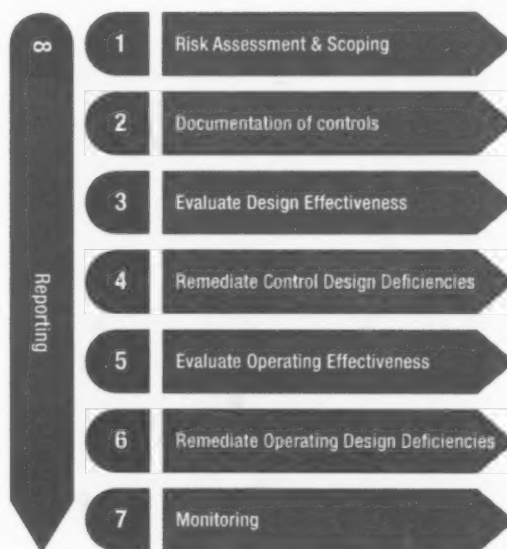 8
Reporting
1
Risk Assessment & Scoping
2
Documentation of controls
3
Evaluate Design Effectiveness
4
Remediate Control Design Deficiencies
5
Evaluate Operating Effectiveness
6
Remediate Operating Design Deficiencies
7
Monitoring